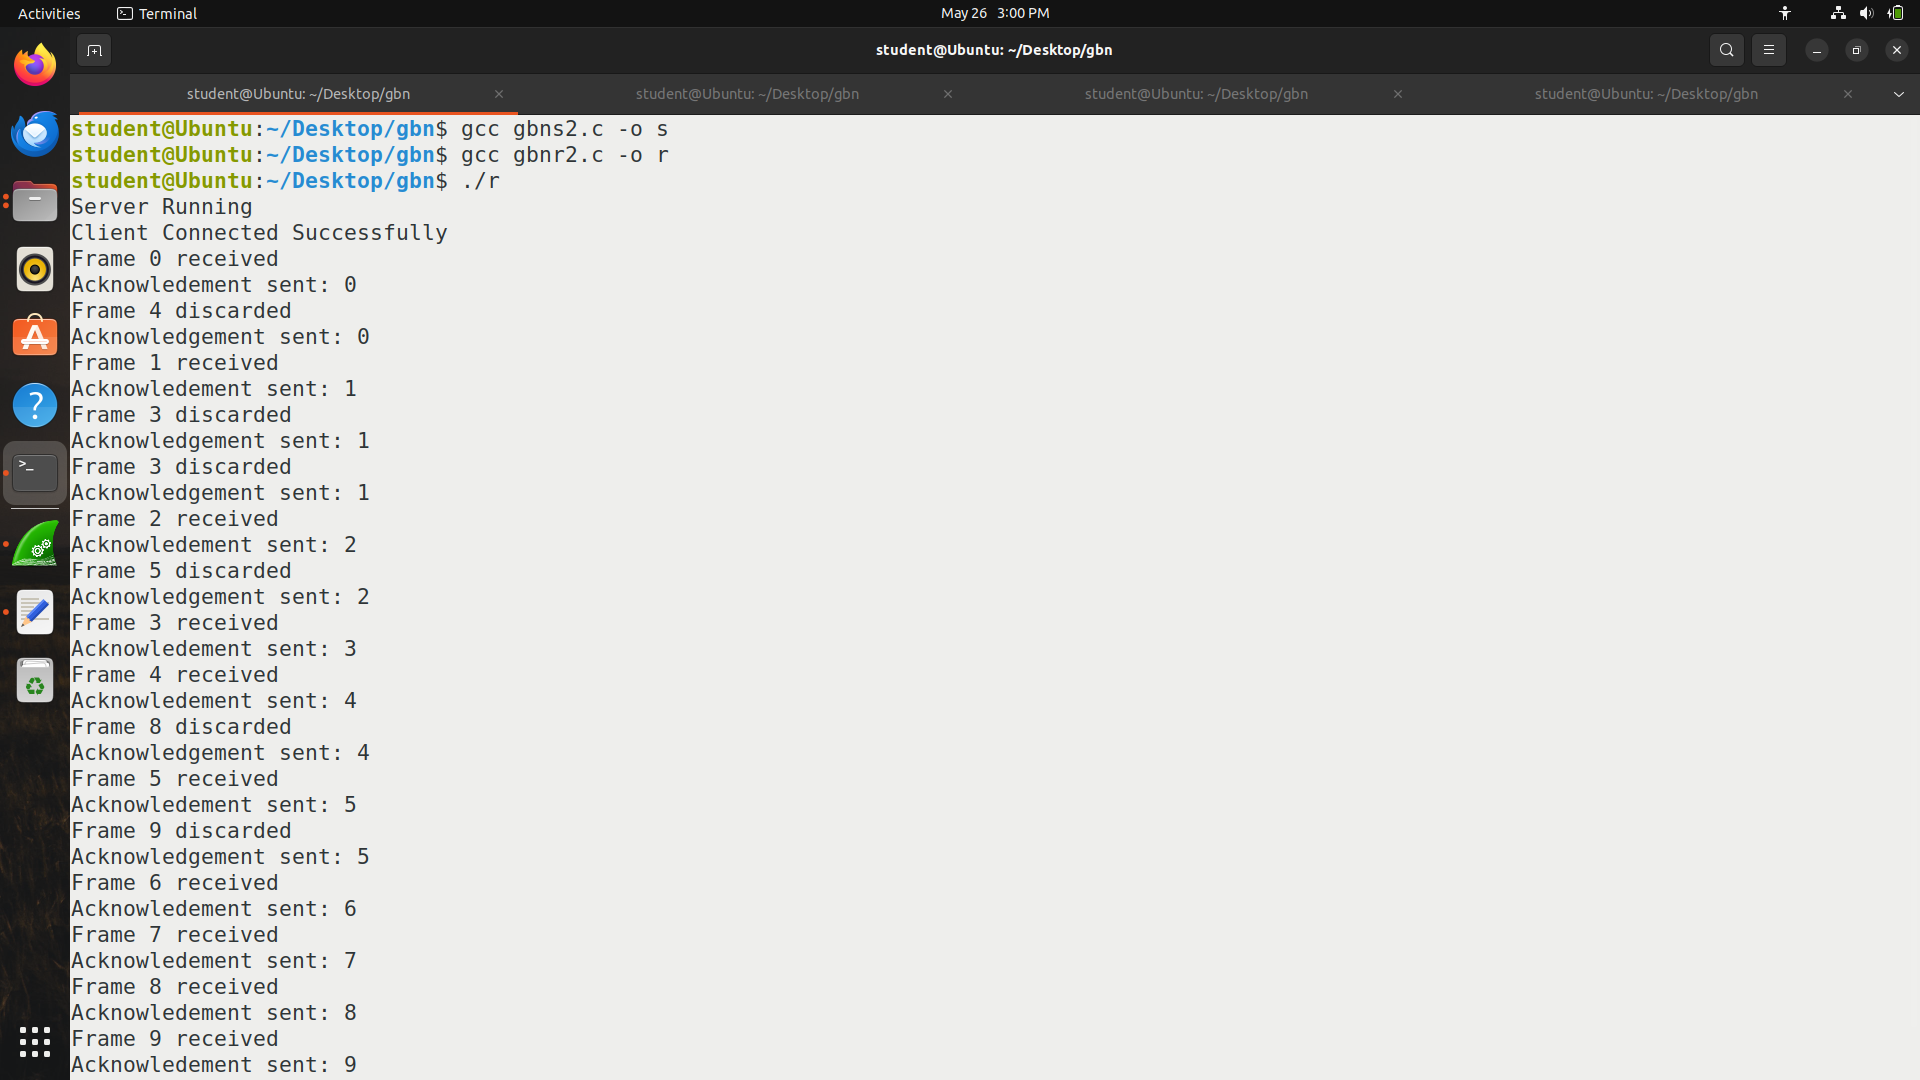 Activities
Terminal
May 26 3:00 PM
student@Ubuntu: ~/Desktop/gbn
student@Ubuntu: ~/Desktop/gbn
student@Ubuntu: ~/Desktop/gbn
student@Ubuntu: ~/Desktop/gbn
student@Ubuntu: ~/Desktop/gbn
student@Ubuntu:~/Desktop/gbn$ gcc gbns2.c -o s
student@Ubuntu:~/Desktop/gbn$ gcc gbnr2.c -o r
student@Ubuntu:~/Desktop/gbn$ ./r
Server Running
Client Connected Successfully
Frame 0 received
Acknowledement sent: 0
Frame 4 discarded
Acknowledgement sent: 0
Frame 1 received
Acknowledement sent: 1
Frame 3 discarded
Acknowledgement sent: 1
Frame 3 discarded
Acknowledgement sent: 1
Frame 2 received
Acknowledement sent: 2
Frame 5 discarded
Acknowledgement sent: 2
Frame 3 received
Acknowledement sent: 3
Frame 4 received
Acknowledement sent: 4
Frame 8 discarded
Acknowledgement sent: 4
Frame 5 received
Acknowledement sent: 5
Frame 9 discarded
Acknowledgement sent: 5
Frame 6 received
Acknowledement sent: 6
Frame 7 received
Acknowledement sent: 7
Frame 8 received
Acknowledement sent: 8
Frame 9 received
Acknowledement sent: 9